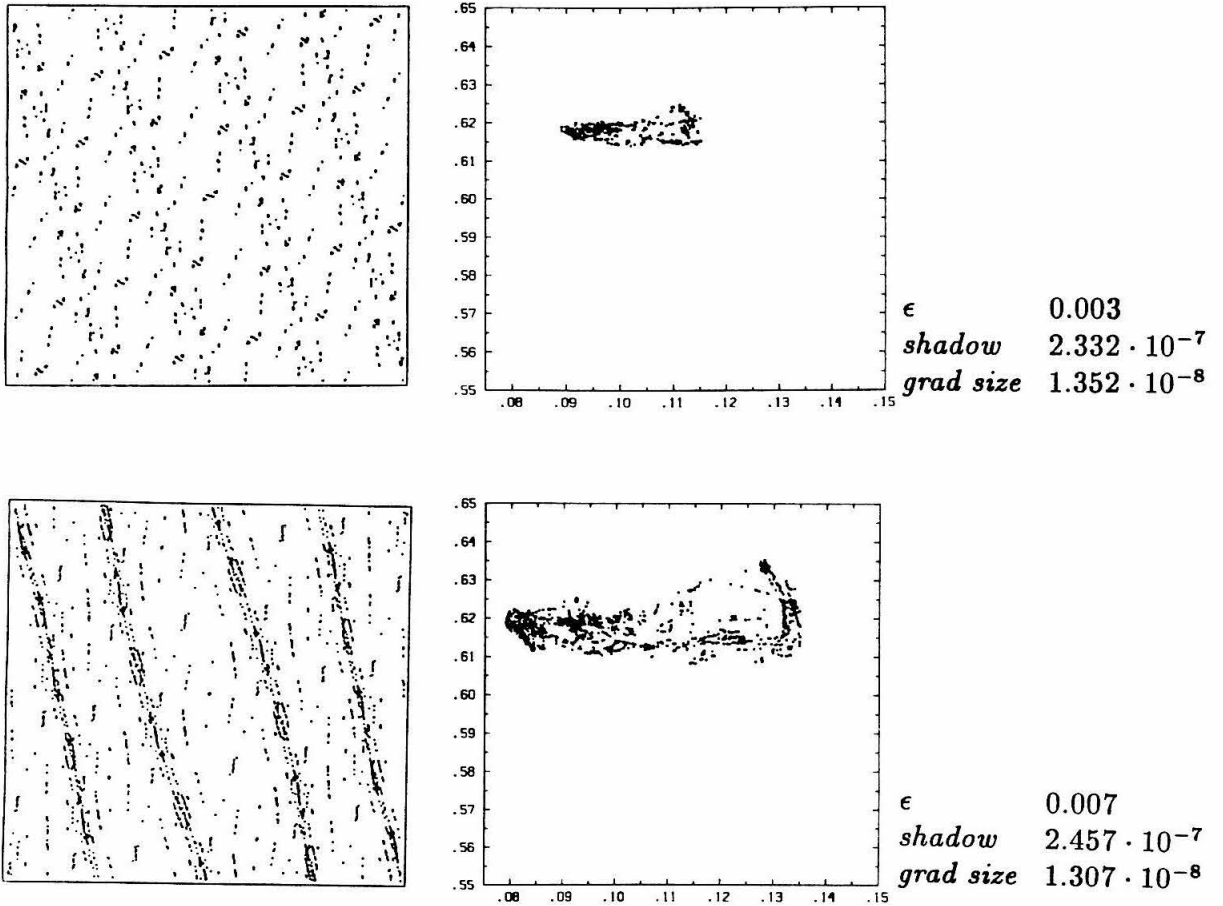 .65
.64
.63
.62
.61
.60
.59
.58
.57
.56
.55
.08 .09 .10 .11 .12 .13 .14 .15
ϵ 0.003
shadow 2.332 · 10⁻⁷
grad size 1.352 · 10⁻⁸
.65
.64
.63
.62
.61
.60
.59
.58
.57
.56
.55
.08 .09 .10 .11 .12 .13 .14 .15
ϵ 0.007
shadow 2.457 · 10⁻⁷
grad size 1.307 · 10⁻⁸